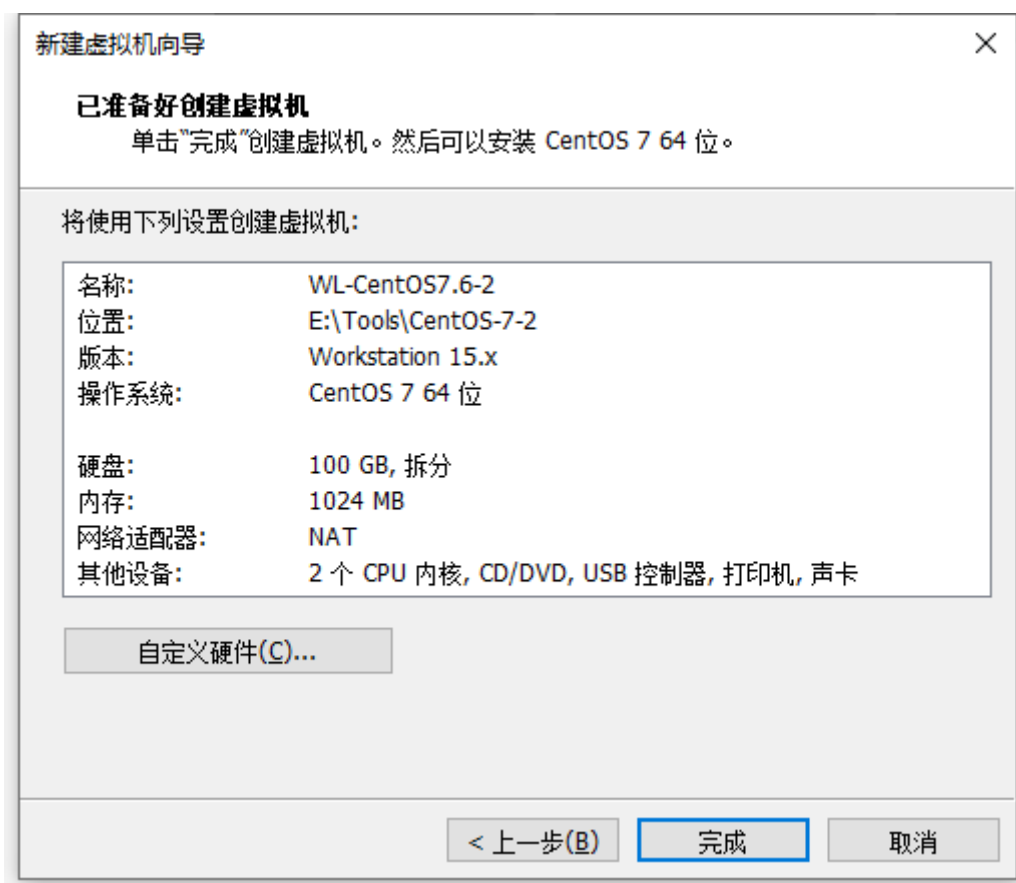 新建虚拟机向导
已准备好创建虚拟机
单击"完成"创建虚拟机。然后可以安装 CentOS 7 64 位。
将使用下列设置创建虚拟机:
名称: WL-CentOS7.6-2
位置: E:\Tools\CentOS-7-2
版本: Workstation 15.x
操作系统: CentOS 7 64 位
硬盘: 100 GB, 拆分
内存: 1024 MB
网络适配器: NAT
其他设备: 2 个 CPU 内核, CD/DVD, USB 控制器, 打印机, 声卡
自定义硬件(C)...
< 上一步(B) 完成 取消